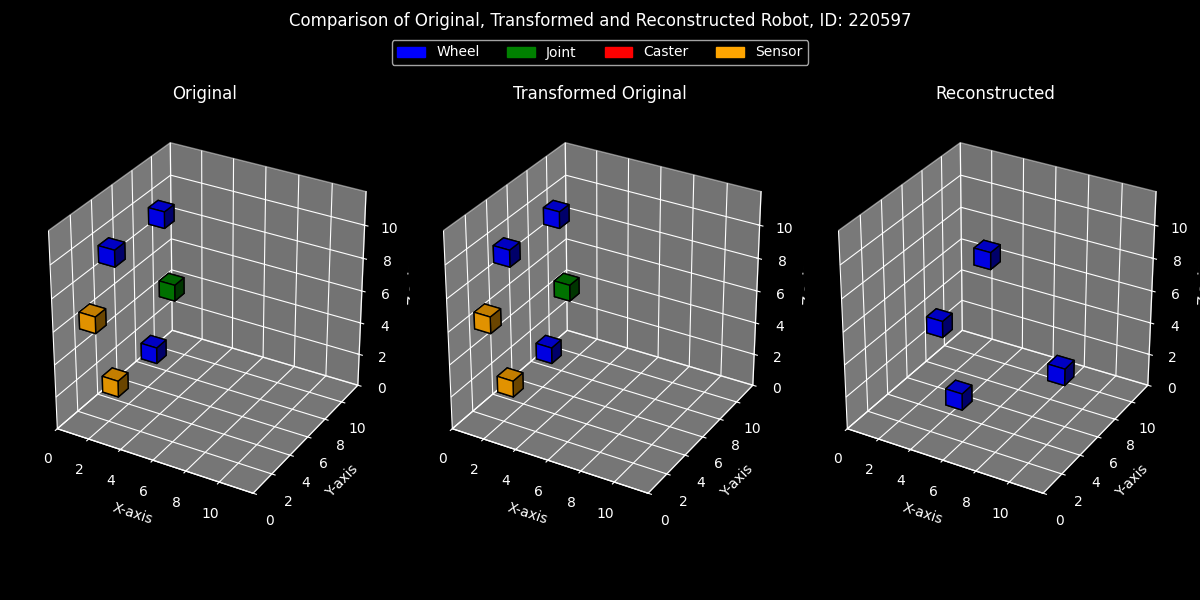 Comparison of Original, Transformed and Reconstructed Robot, ID: 220597
Wheel Joint Caster Sensor
Original Transformed Original Reconstructed
10 10 10
8 8 8
6 6 6
4 4 4
2 2 2
0 0 0
10 10 10
8 8 8
0 6 0 6 0 6
2 4 2 4 2 4
4 2 4 2 4 2
6 0 6 0 6 0
8 8 8
10 10 10
X-axis Y-axis X-axis Y-axis X-axis Y-axis